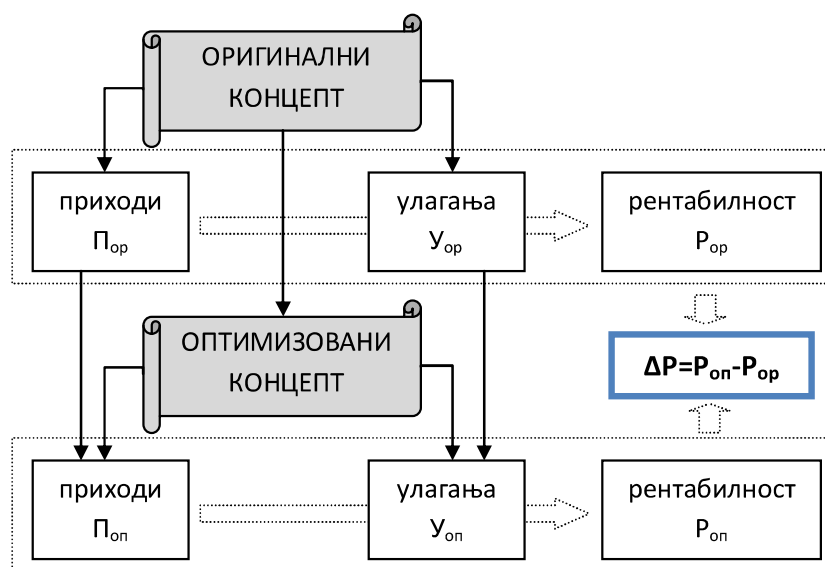 ОРИГИНАЛНИ
КОНЦЕПТ
приходи
Пор
улагања
Уор
рентабилност
Рор
ОПТИМИЗОВАНИ
КОНЦЕПТ
ΔР=Роп-Рор
приходи
Поп
улагања
Уоп
рентабилност
Роп